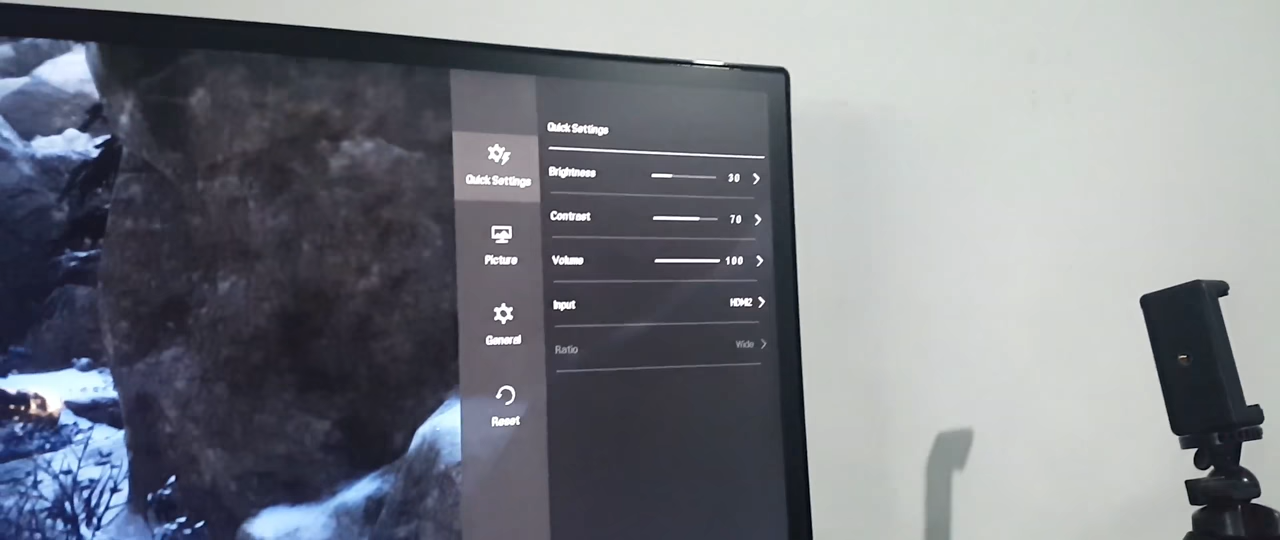 Quick Settings
Quick Settings
Brightness 30
Contrast 70
Picture
Volume 100
Input HDMI2
General
Ratio Wide
Reset